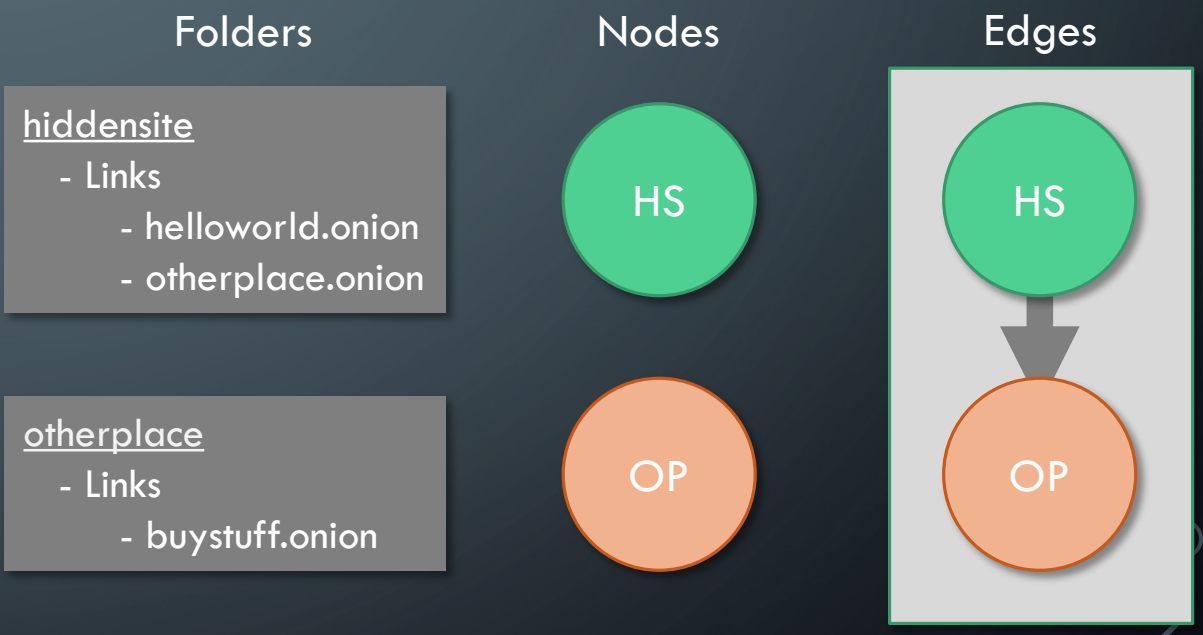 Folders
Nodes
Edges
hiddensite
- Links
- helloworld.onion
- otherplace.onion
HS
HS
otherplace
- Links
- buystuff.onion
OP
OP